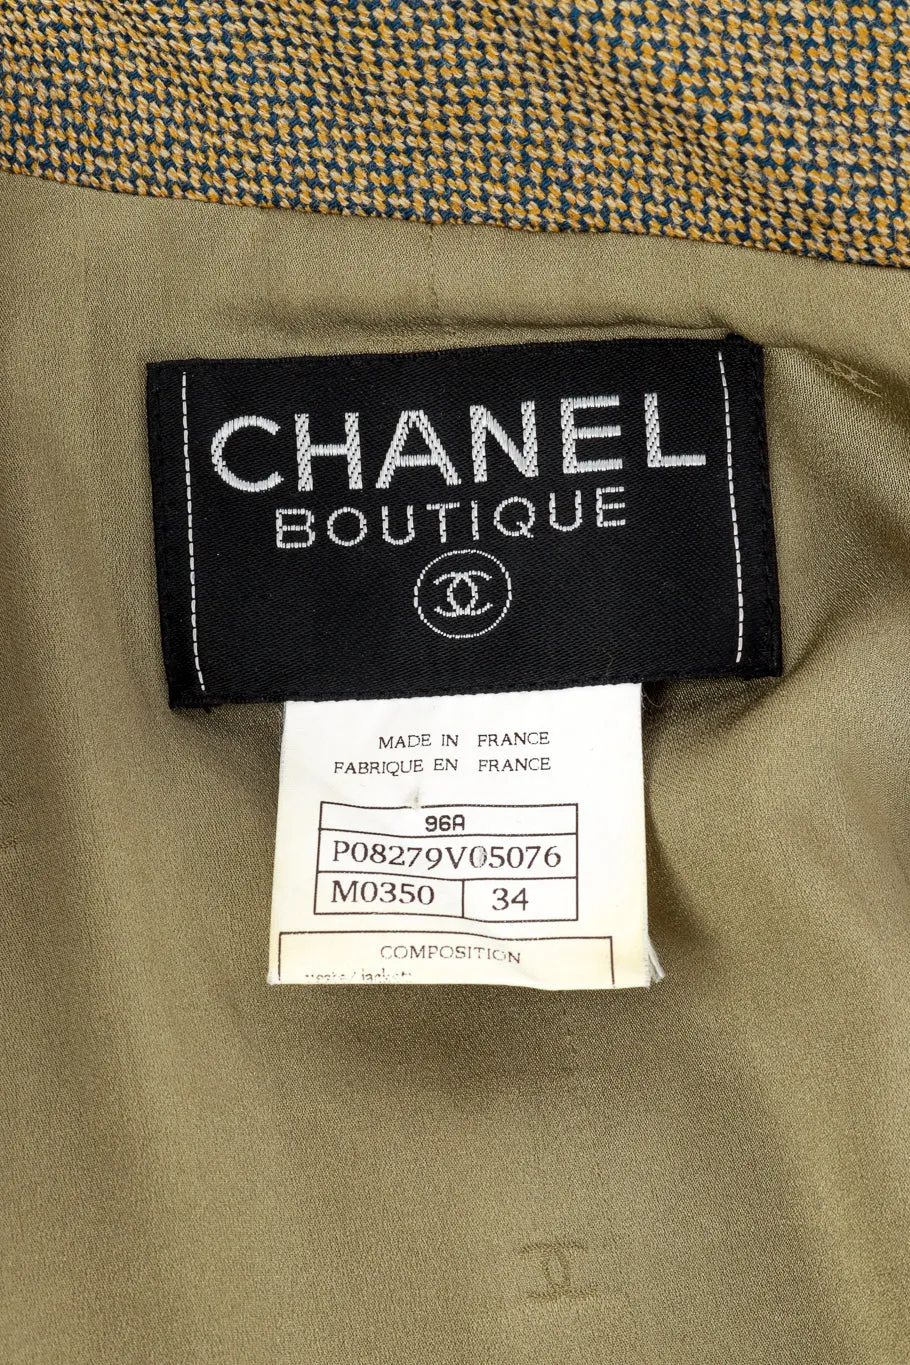 CHANEL
BOUTIQUE
MADE IN FRANCE
FABRIQUE EN FRANCE
96A
P08279V05076
M0350 34
COMPOSITION